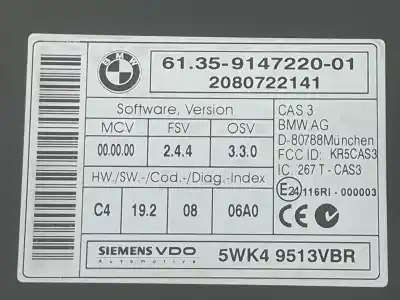 BMW
61.35-9147220-01
2080722141
Software, Version
MCV FSV OSV
00.00.00 2.4.4 3.3.0
HW./SW.-/Cod.-/Diag.-Index
C4 19.2 08 06A0
CAS 3
BMW AG
D-80788München
FCC ID: KR5CAS3
IC. 267 T - CAS3
E24 116RI - 000003
CE
SIEMENS VDO
Automotive
5WK4 9513VBR